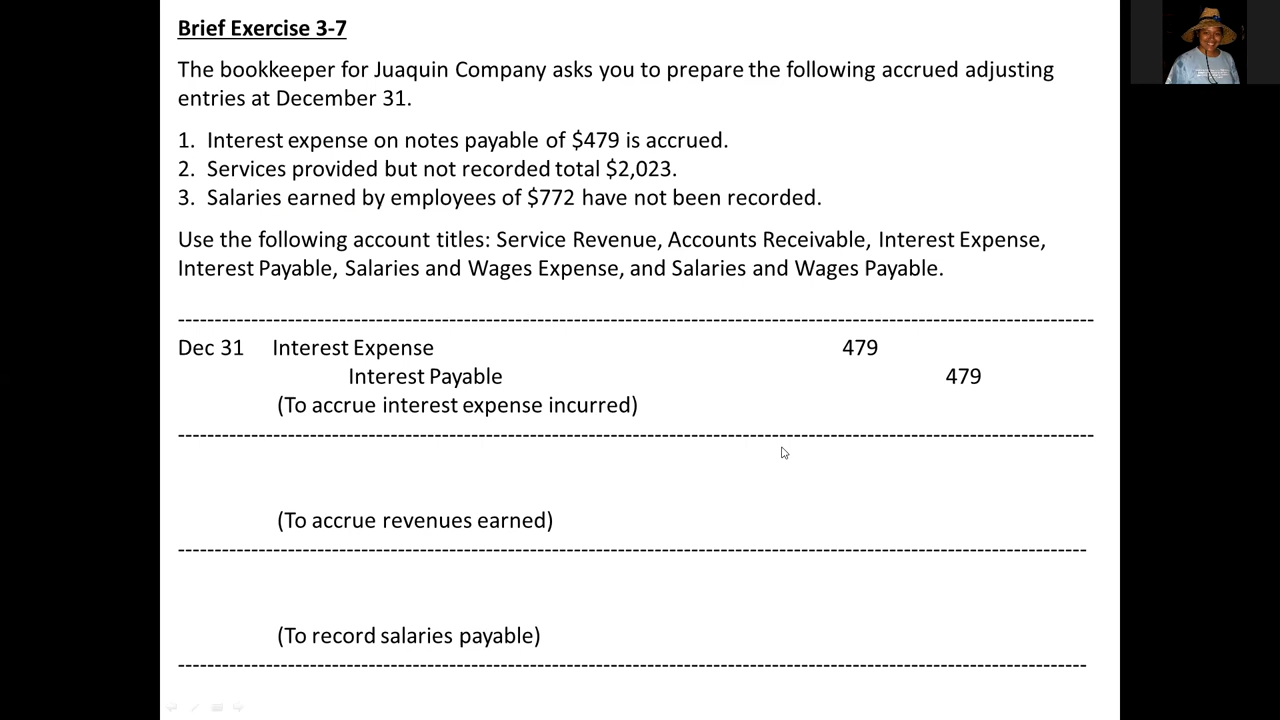 Brief Exercise 3-7
The bookkeeper for Juaquin Company asks you to prepare the following accrued adjusting
entries at December 31.
1. Interest expense on notes payable of $479 is accrued.
2. Services provided but not recorded total $2,023.
3. Salaries earned by employees of $772 have not been recorded.
Use the following account titles: Service Revenue, Accounts Receivable, Interest Expense,
Interest Payable, Salaries and Wages Expense, and Salaries and Wages Payable.
Dec 31 Interest Expense 479
Interest Payable 479
(To accrue interest expense incurred)
(To accrue revenues earned)
(To record salaries payable)